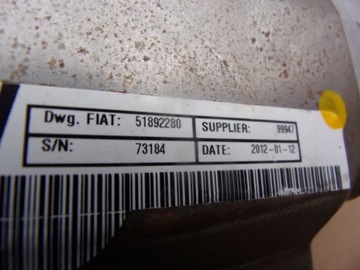 Dwg. FIAT: 51892280 SUPPLIER: 99947
S/N: 73184 DATE: 2012-01-12